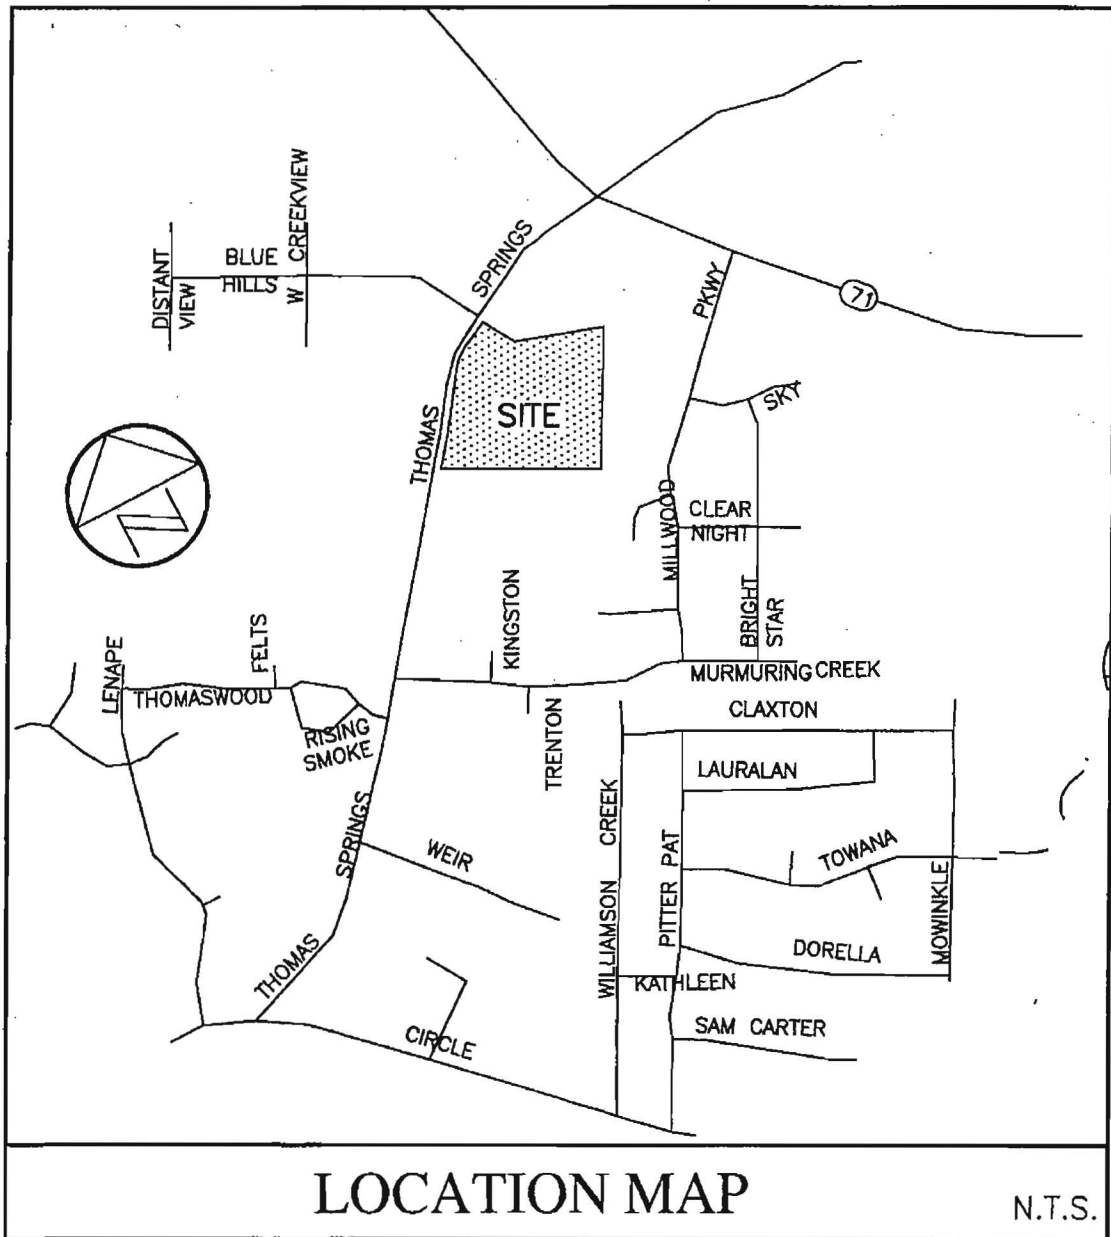 SPRINGS
W CREEKVIEW
BLUE
HILLS
DISTANT
VIEW
PKWY
71
SITE
THOMAS
SKY
MILLWOOD
CLEAR
NIGHT
BRIGHT
STAR
KINGSTON
FELTS
LENAPE
THOMASWOOD
MURMURING CREEK
RISING
SMOKE
TRENTON
CLAXTON
LAURALAN
SPRINGS
WEIR
WILLIAMSON CREEK
PITTER PAT
TOWANA
MOWINKLE
DORELLA
THOMAS
KATHLEEN
CIRCLE
SAM CARTER
N
LOCATION MAP
N.T.S.